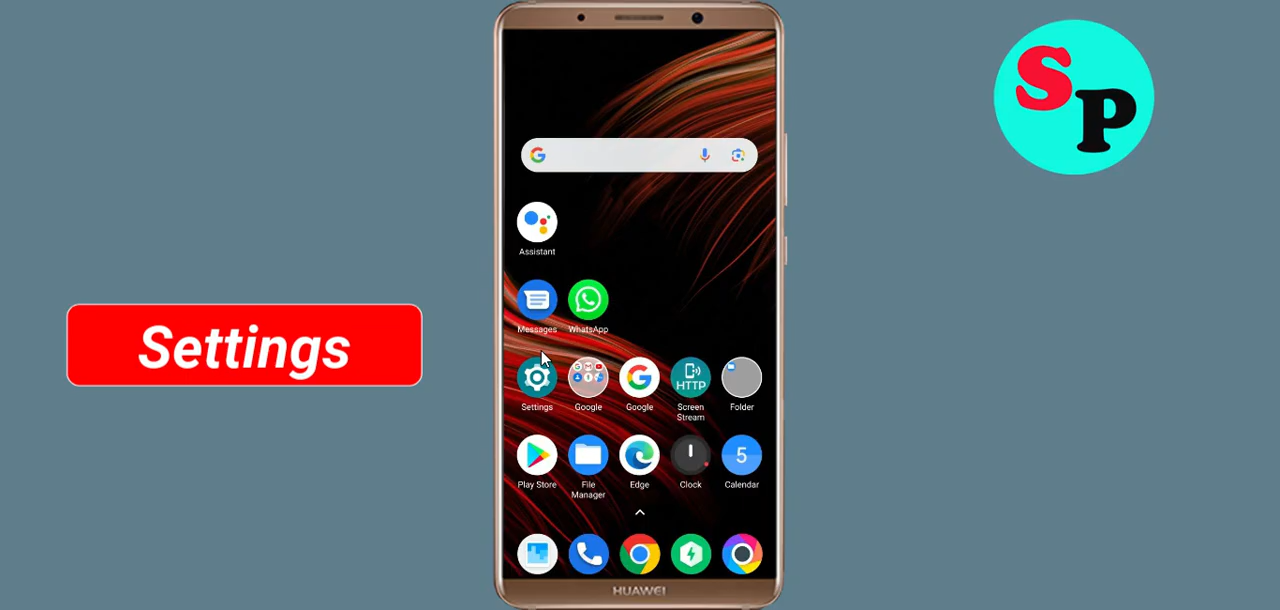 S
P
Assistant
Messages WhatsApp
Settings
Settings Google Google Screen Stream Folder
HTTP
Play Store File Manager Edge Clock 5 Calendar
HUAWEI